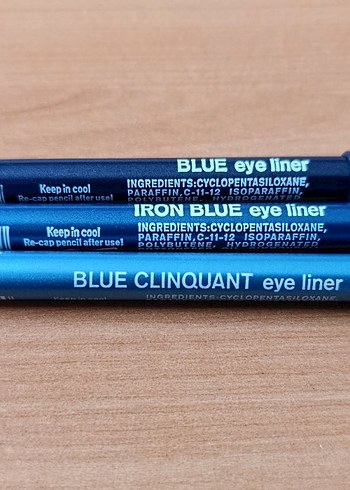 BLUE eye liner
Keep in cool
Re-cap pencil after use!
INGREDIENTS:CYCLOPENTASILOXANE,
PARAFFIN,C-11-12 ISOPARAFFIN,
POLYBUTENE, HYDROGENATED
IRON BLUE eye liner
Keep in cool
Re-cap pencil after use!
INGREDIENTS:CYCLOPENTASILOXANE,
PARAFFIN,C-11-12 ISOPARAFFIN,
POLYBUTENE, HYDROGENATED
BLUE CLINQUANT eye liner
INGREDIENTS:CYCLOPENTASILOXANE